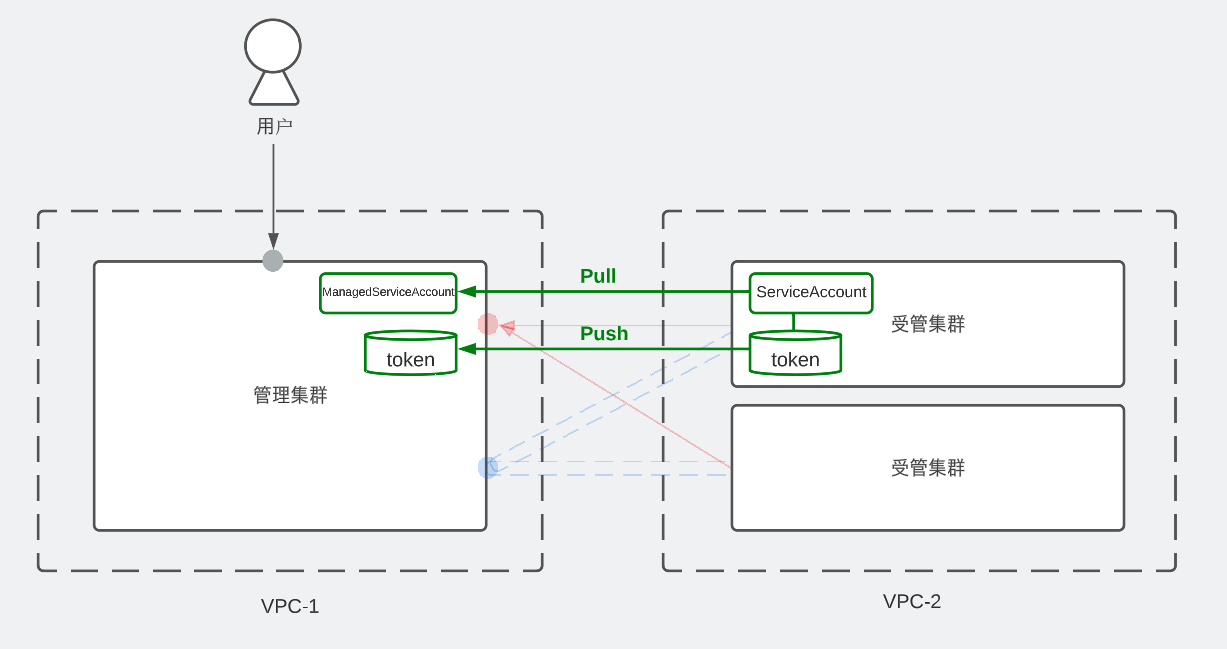 用户
Pull
ManagedServiceAccount
ServiceAccount
受管集群
Push
token
token
管理集群
受管集群
VPC-1
VPC-2